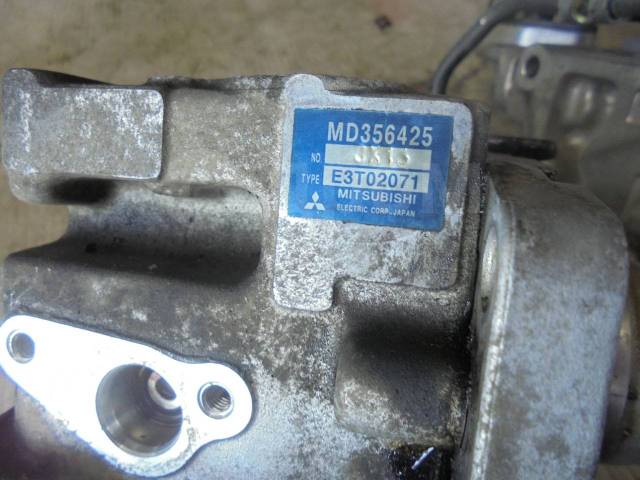 MD356425
NO.
TYPE E3T02071
MITSUBISHI
ELECTRIC CORP. JAPAN